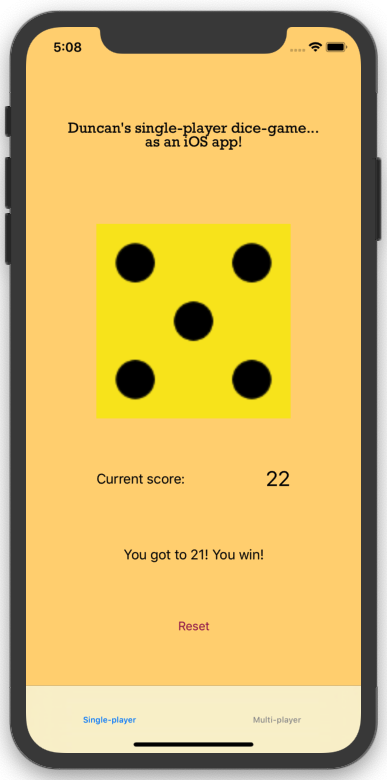 5:08
Duncan's single-player dice-game...
as an iOS app!
Current score: 22
You got to 21! You win!
Reset
Single-player Multi-player